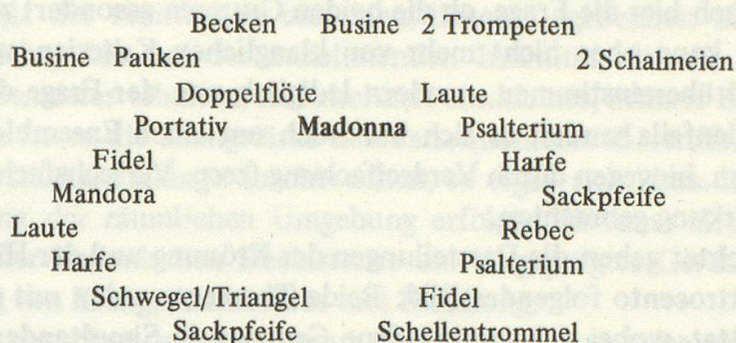 Becken Busine 2 Trompeten
Busine Pauken 2 Schalmeien
Doppelflöte Laute
Portativ Madonna Psalterium
Fidel Harfe
Mandora Sackpfeife
Laute Rebec
Harfe Psalterium
Schwegel/Triangel Fidel
Sackpfeife Schellentrommel